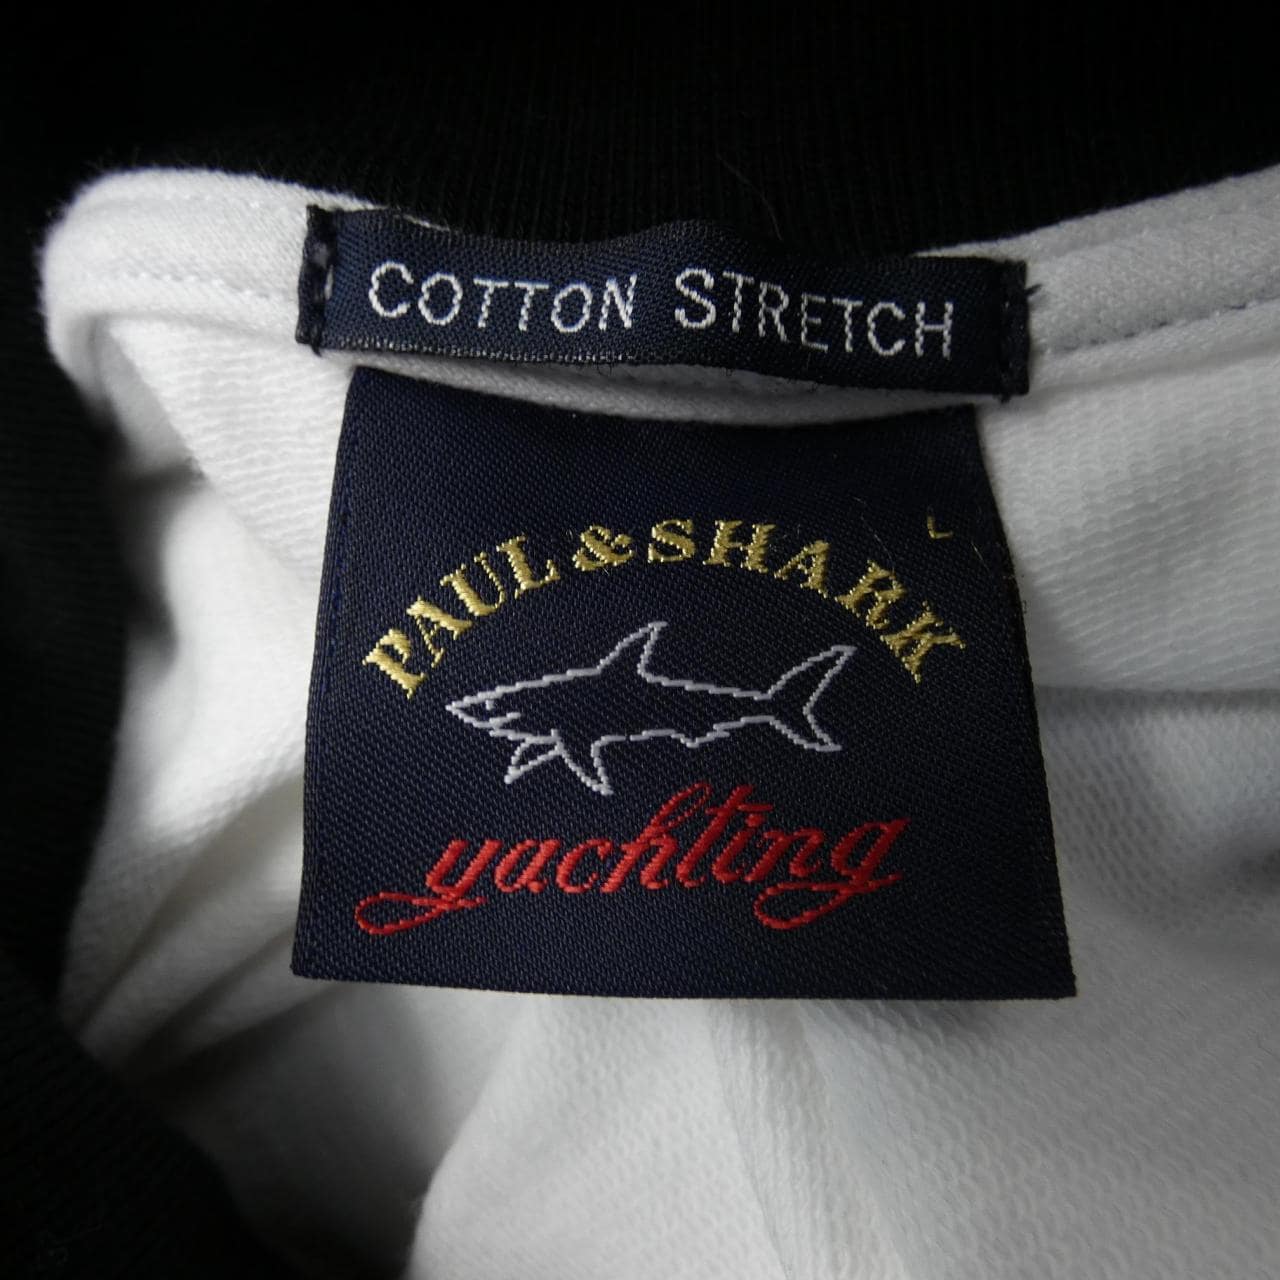 COTTON STRETCH
L
PAUL & SHARK
yachting